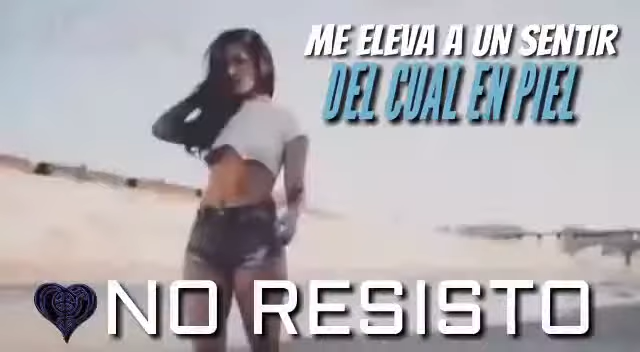 ME ELEVA A UN SENTIR
DEL CUAL EN PIEL
NO RESISTO